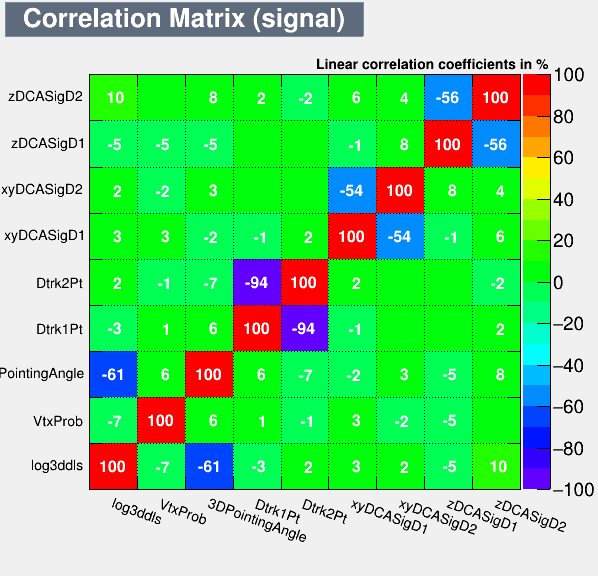 Correlation Matrix (signal)
Linear correlation coefficients in %
zDCASigD2 10 8 2 -2 6 4 -56 100
zDCASigD1 -5 -5 -5 -1 8 100 -56
xyDCASigD2 2 -2 3 -54 100 8 4
xyDCASigD1 3 3 -2 -1 2 100 -54 -1 6
Dtrk2Pt 2 -1 -7 -94 100 2 -2
Dtrk1Pt -3 1 6 100 -94 -1 2
PointingAngle -61 6 100 6 -7 -2 3 -5 8
VtxProb -7 100 6 1 -1 3 -2 -5
log3ddls 100 -7 -61 -3 2 3 2 -5 10
log3ddls VtxProb 3DPointingAngle Dtrk1Pt Dtrk2Pt xyDCASigD1 xyDCASigD2 zDCASigD1 zDCASigD2
100
80
60
40
20
0
−20
−40
−60
−80
−100